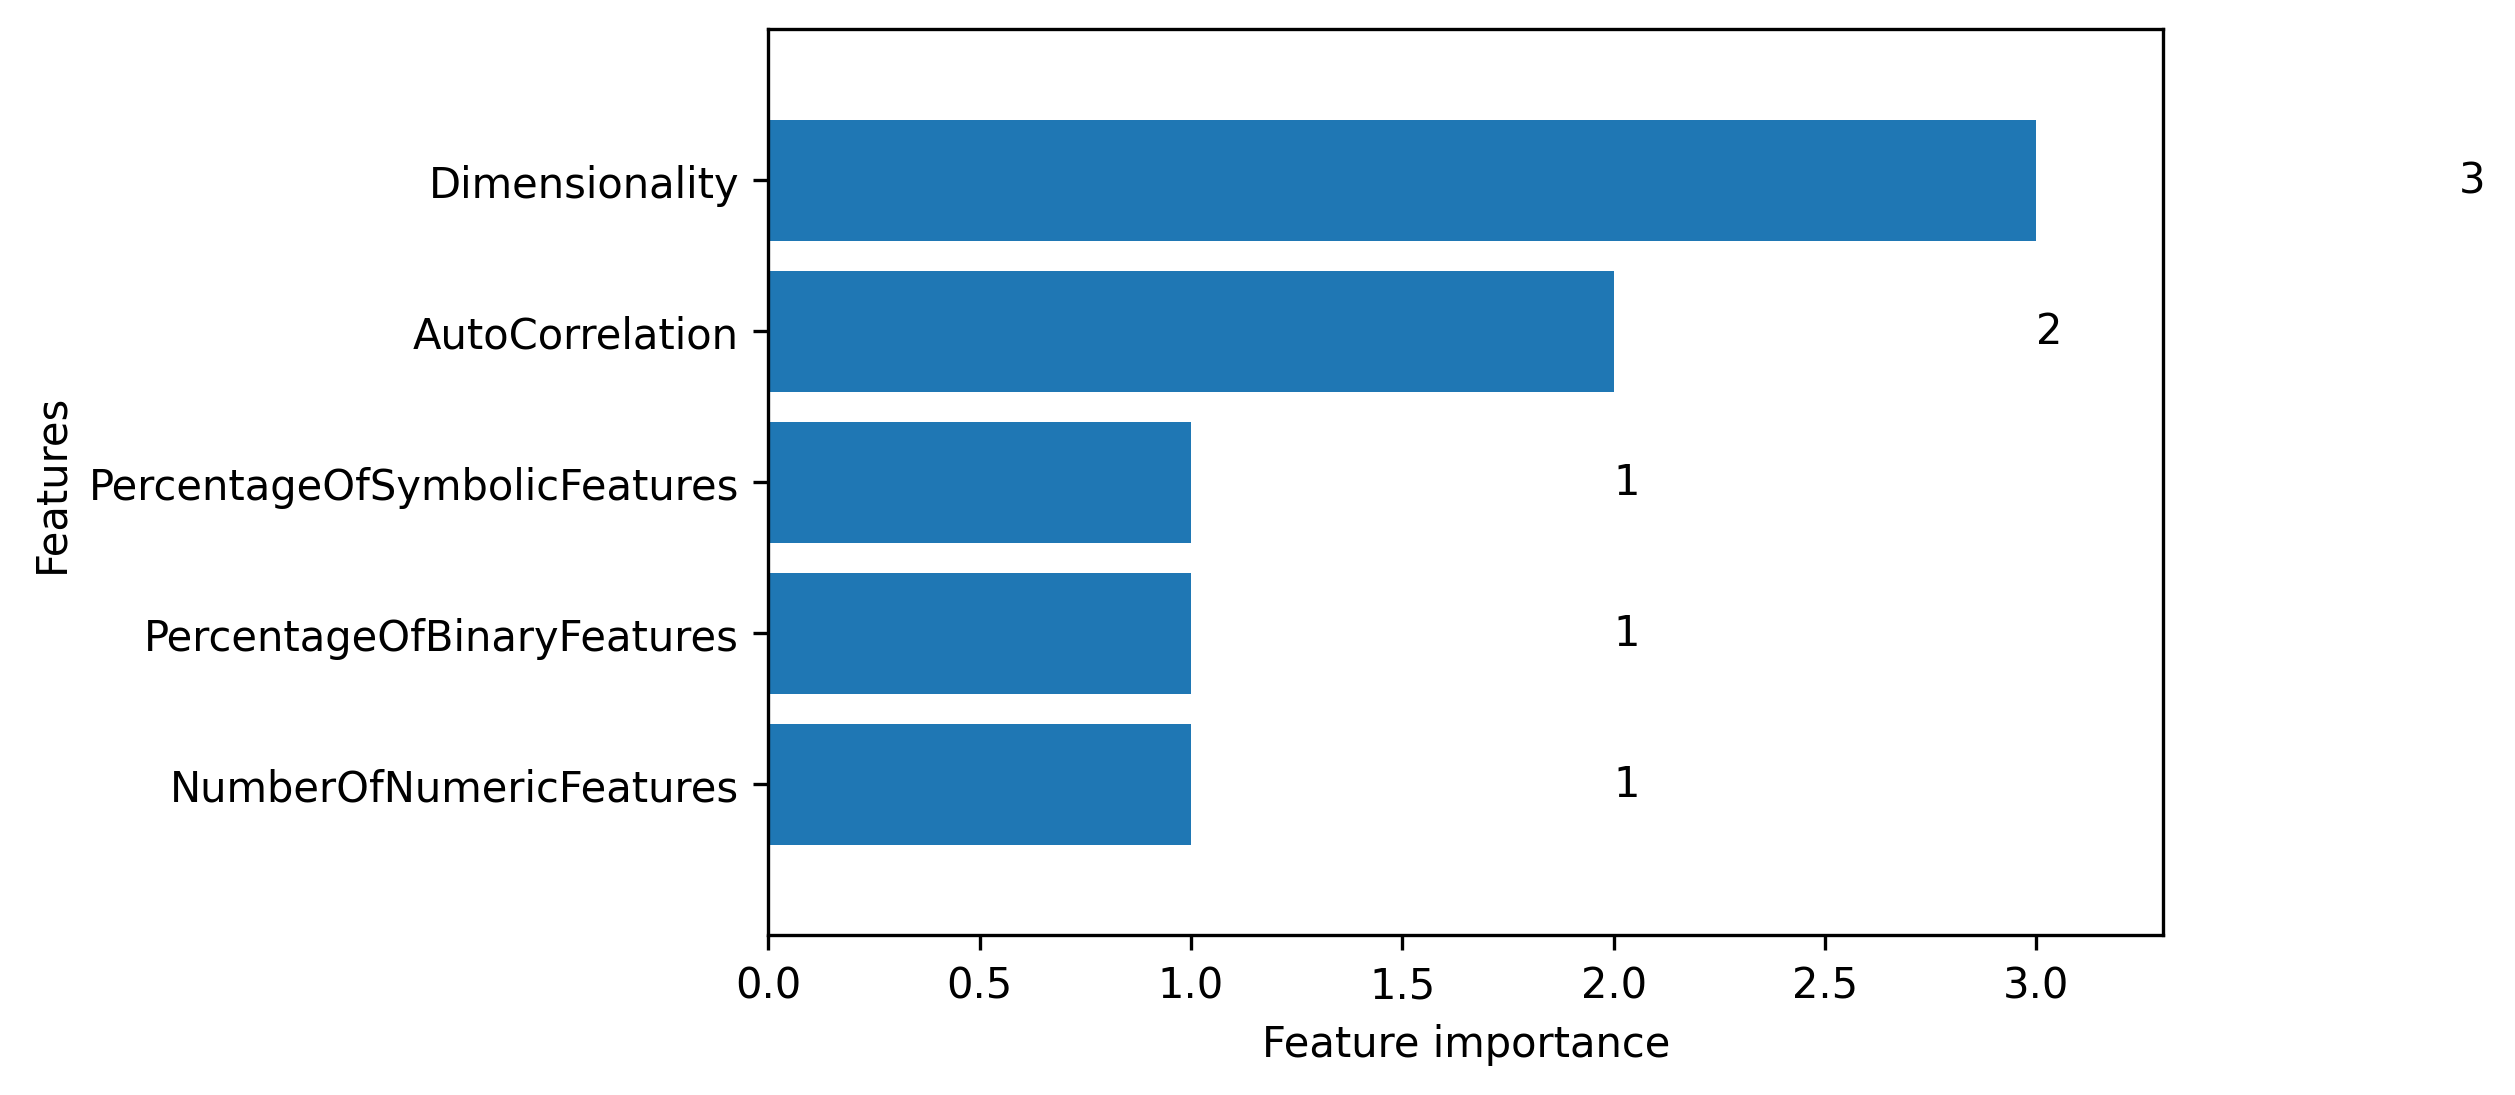 Dimensionality 3
AutoCorrelation 2
PercentageOfSymbolicFeatures 1
PercentageOfBinaryFeatures 1
NumberOfNumericFeatures 1
Features
0.0 0.5 1.0 1.5 2.0 2.5 3.0
Feature importance